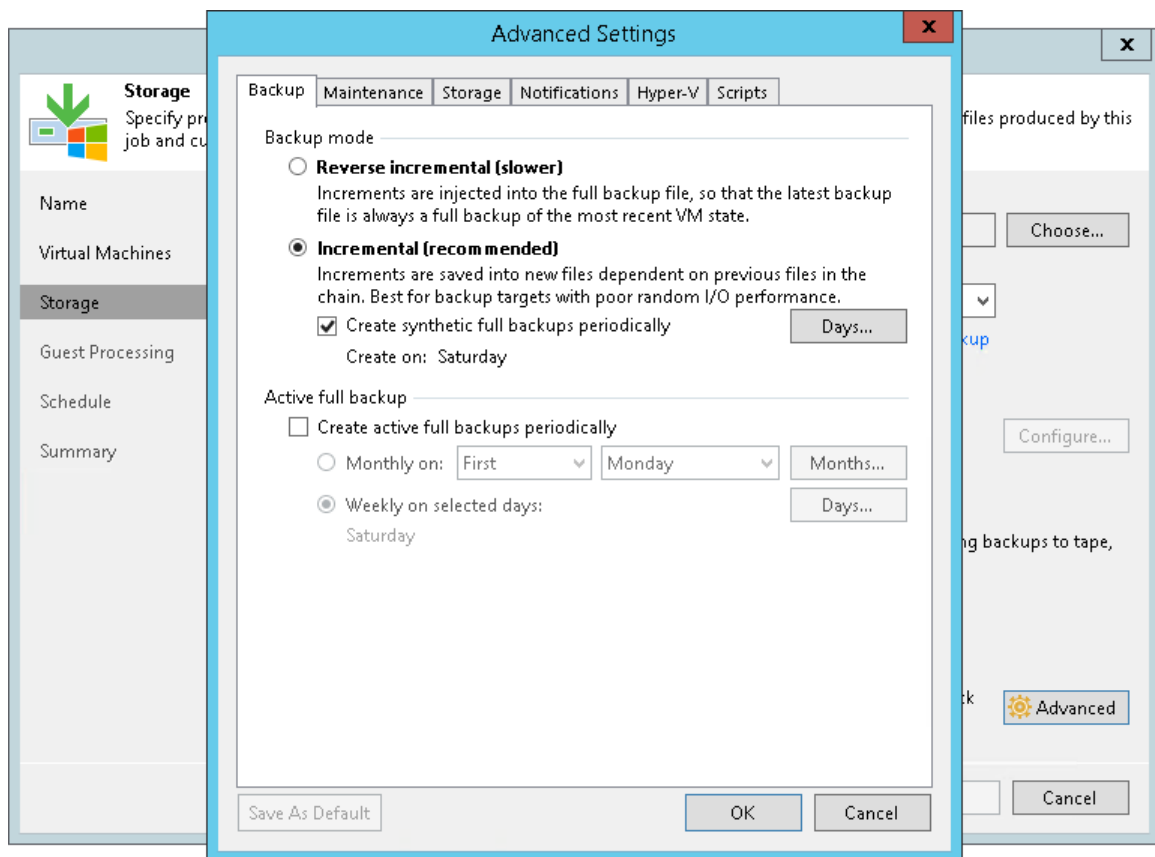 Advanced Settings
x
x
Storage
Specify pr
job and cu
files produced by this
Name
Virtual Machines
Storage
Guest Processing
Schedule
Summary
Backup
Maintenance
Storage
Notifications
Hyper-V
Scripts
Backup mode
Reverse incremental (slower)
Increments are injected into the full backup file, so that the latest backup
file is always a full backup of the most recent VM state.
Incremental (recommended)
Increments are saved into new files dependent on previous files in the
chain. Best for backup targets with poor random I/O performance.
Create synthetic full backups periodically
Days...
Create on: Saturday
Active full backup
Create active full backups periodically
Monthly on:
First
Monday
Months...
Weekly on selected days:
Days...
Saturday
Save As Default
OK
Cancel
Choose...
kup
Configure...
ng backups to tape,
ck
Advanced
Cancel